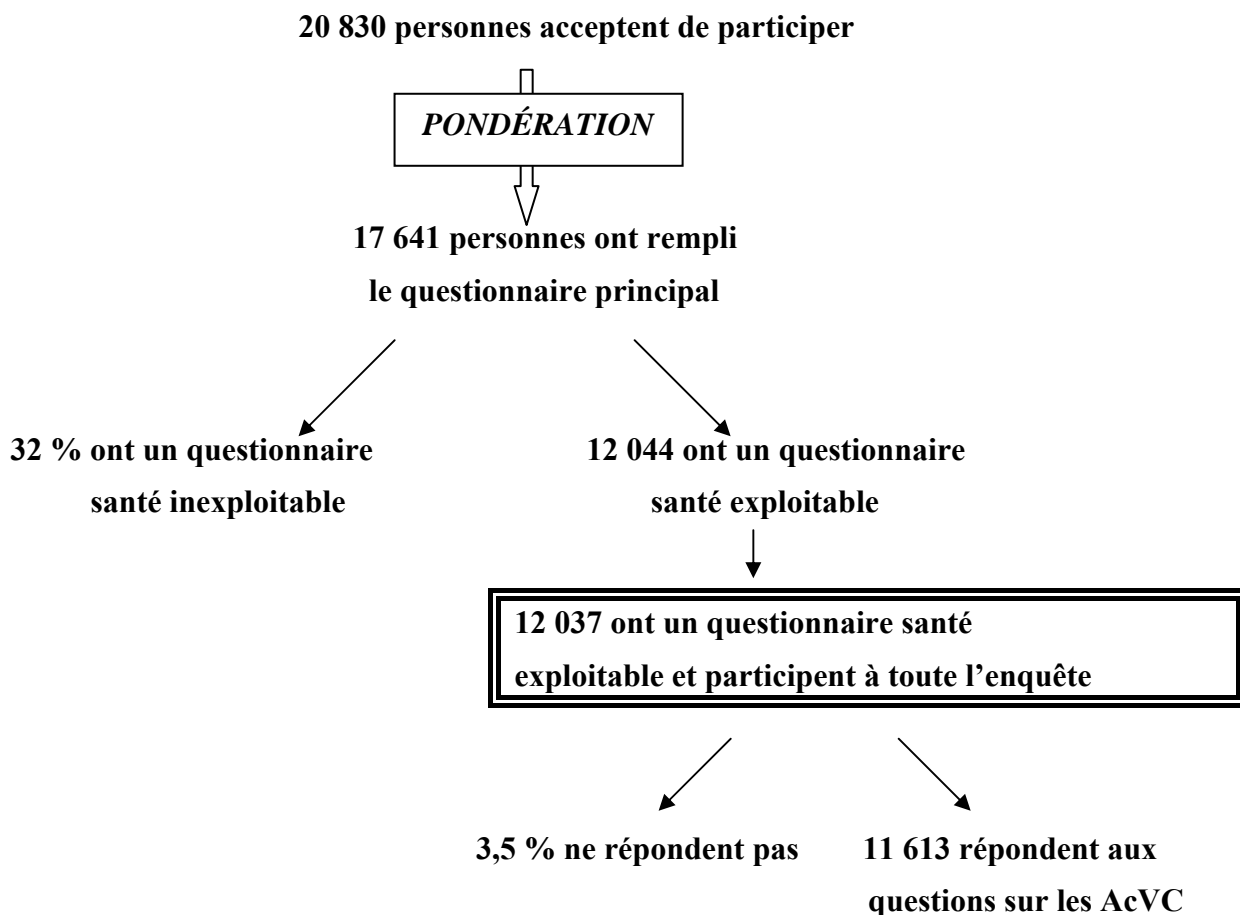 20 830 personnes acceptent de participer
PONDÉRATION
17 641 personnes ont rempli
le questionnaire principal
32 % ont un questionnaire
santé inexploitable
12 044 ont un questionnaire
santé exploitable
12 037 ont un questionnaire santé
exploitable et participent à toute l’enquête
3,5 % ne répondent pas
11 613 répondent aux
questions sur les AcVC